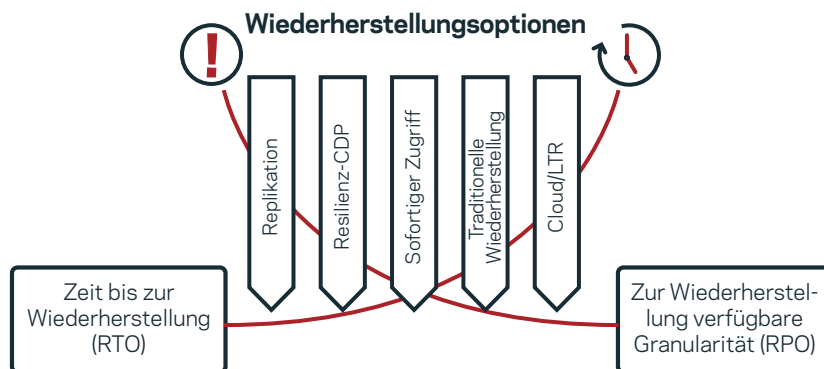 Wiederherstellungsoptionen
Replikation
Resilienz-CDP
Sofortiger Zugriff
Traditionelle
Wiederherstellung
Cloud/LTR
Zeit bis zur
Wiederherstellung
(RTO)
Zur Wiederherstel-
lung verfügbare
Granularität (RPO)